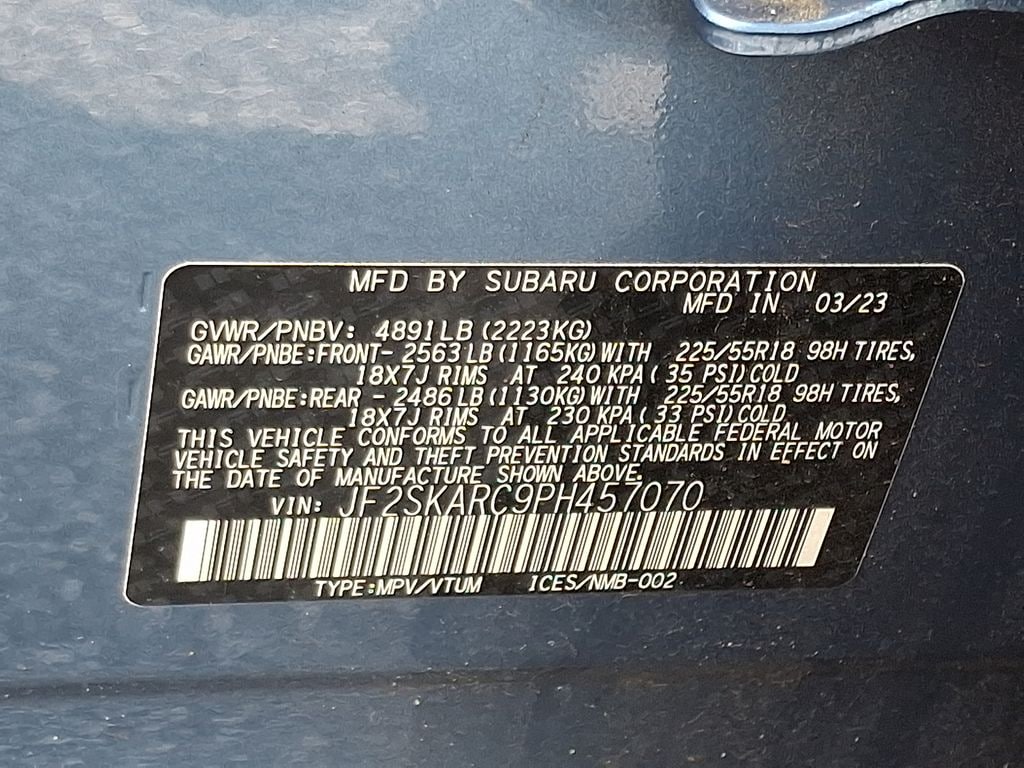 MFD BY SUBARU CORPORATION
MFD IN 03/23
GVWR/PNBV: 4891LB(2223KG)
GAWR/PNBE:FRONT- 2563LB(1165KG)WITH 225/55R18 98H TIRES,
18X7J RIMS AT 240 KPA( 35 PSI)COLD
GAWR/PNBE:REAR - 2486LB(1130KG)WITH 225/55R18 98H TIRES,
18X7J RIMS AT 230 KPA( 33 PSI)COLD
THIS VEHICLE CONFORMS TO ALL APPLICABLE FEDERAL MOTOR
VEHICLE SAFETY AND THEFT PREVENTION STANDARDS IN EFFECT ON
THE DATE OF MANUFACTURE SHOWN ABOVE.
VIN: JF2SKARC9PH457070
TYPE:MPV/VTUM ICES/NMB-002